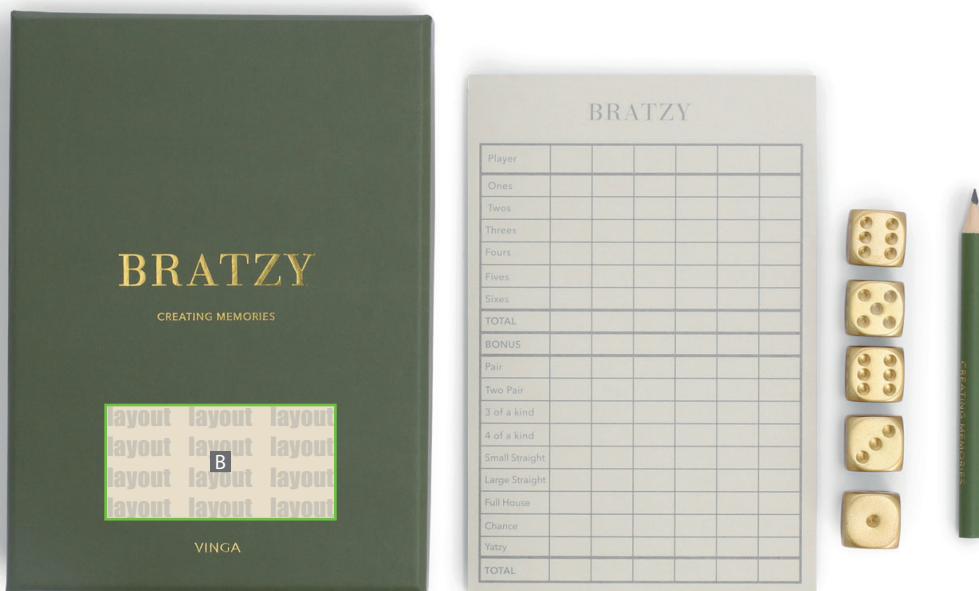 BRATZY
CREATING MEMORIES
layout layout layout
layout layout layout
B
layout layout layout
layout layout layout
VINGA
BRATZY
Player
Ones
Twos
Threes
Fours
Fives
Sixes
TOTAL
BONUS
Pair
Two Pair
3 of a kind
4 of a kind
Small Straight
Large Straight
Full House
Chance
Yatzy
TOTAL
CREATING MEMORIES